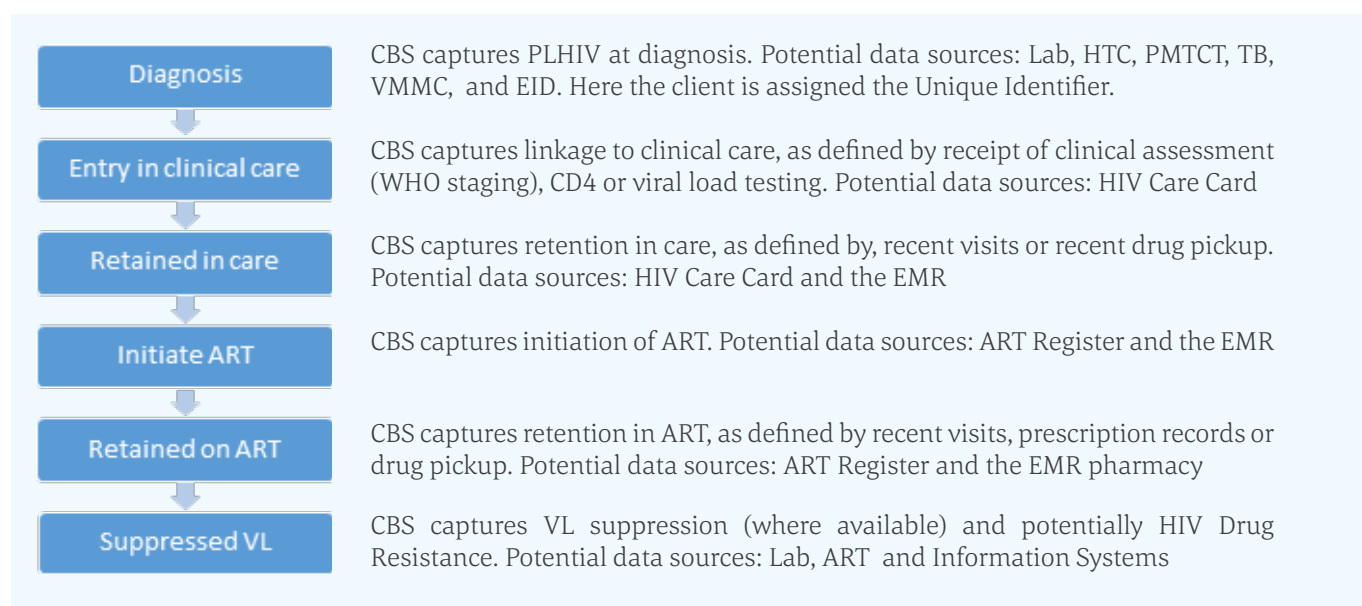 Diagnosis
CBS captures PLHIV at diagnosis. Potential data sources: Lab, HTC, PMTCT, TB,
VMMC, and EID. Here the client is assigned the Unique Identifier.
Entry in clinical care
CBS captures linkage to clinical care, as defined by receipt of clinical assessment
(WHO staging), CD4 or viral load testing. Potential data sources: HIV Care Card
Retained in care
CBS captures retention in care, as defined by, recent visits or recent drug pickup.
Potential data sources: HIV Care Card and the EMR
Initiate ART
CBS captures initiation of ART. Potential data sources: ART Register and the EMR
Retained on ART
CBS captures retention in ART, as defined by recent visits, prescription records or
drug pickup. Potential data sources: ART Register and the EMR pharmacy
Suppressed VL
CBS captures VL suppression (where available) and potentially HIV Drug
Resistance. Potential data sources: Lab, ART and Information Systems